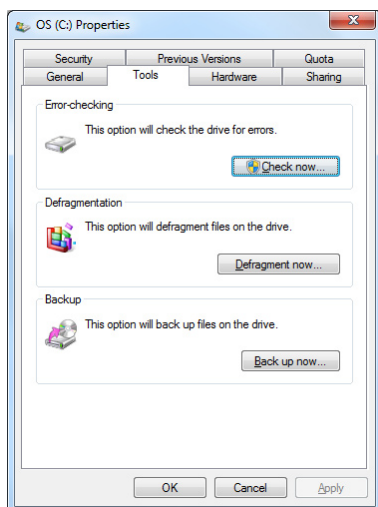 OS (C:) Properties
Security Previous Versions Quota
General Tools Hardware Sharing
Error-checking
This option will check the drive for errors.
Check now...
Defragmentation
This option will defragment files on the drive.
Defragment now...
Backup
This option will back up files on the drive.
Back up now...
OK Cancel Apply